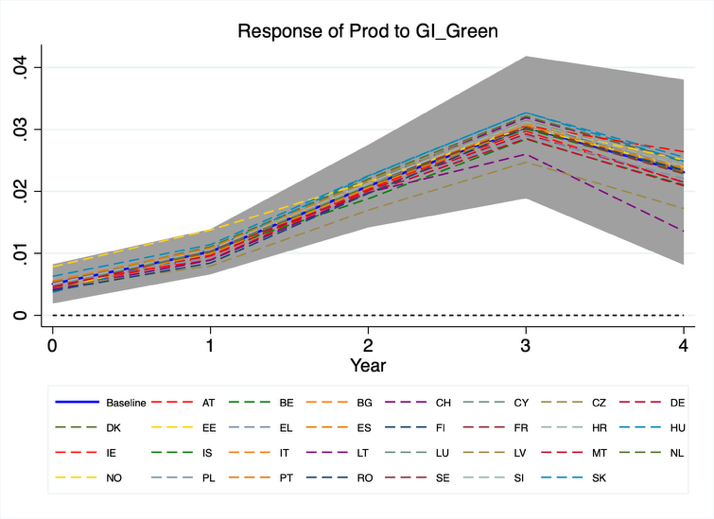 Response of Prod to GI_Green
.04
.03
.02
.01
0
0 1 2 3 4
Year
Baseline AT BE BG CH CY CZ DE
DK EE EL ES FI FR HR HU
IE IS IT LT LU LV MT NL
NO PL PT RO SE SI SK